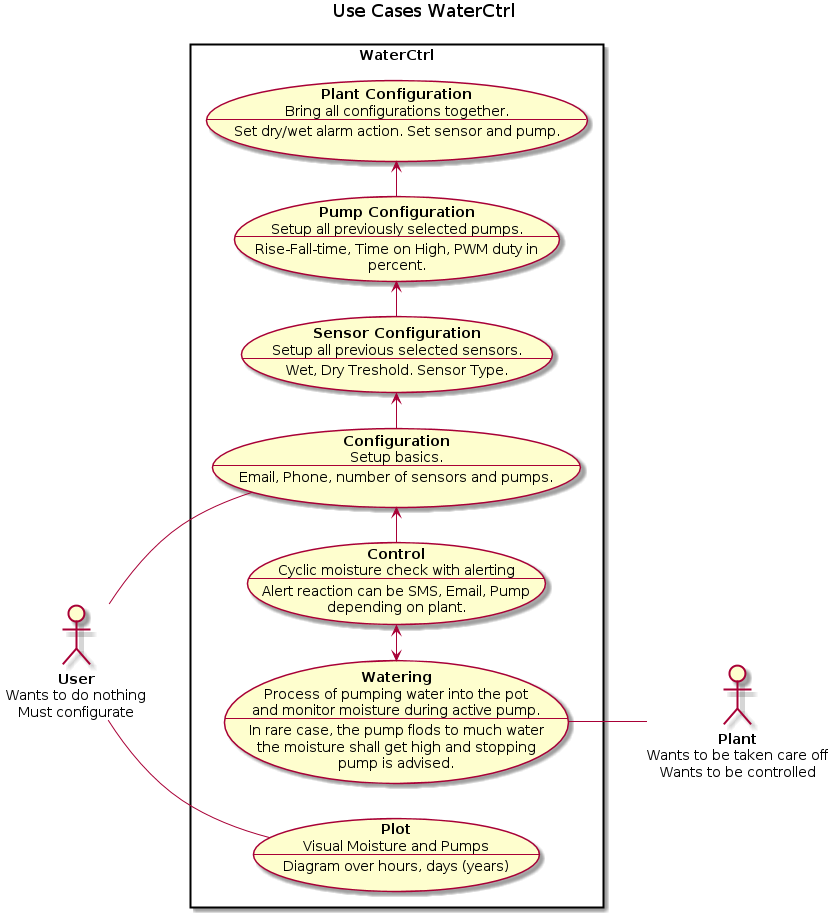 Use Cases WaterCtrl
WaterCtrl
Plant Configuration
Bring all configurations together.
Set dry/wet alarm action. Set sensor and pump.
Pump Configuration
Setup all previously selected pumps.
Rise-Fall-time, Time on High, PWM duty in
percent.
Sensor Configuration
Setup all previous selected sensors.
Wet, Dry Treshold. Sensor Type.
Configuration
Setup basics.
Email, Phone, number of sensors and pumps.
Control
Cyclic moisture check with alerting
Alert reaction can be SMS, Email, Pump
depending on plant.
User
Wants to do nothing
Must configurate
Watering
Process of pumping water into the pot
and monitor moisture during active pump.
In rare case, the pump flods to much water
the moisture shall get high and stopping
pump is advised.
Plant
Wants to be taken care off
Wants to be controlled
Plot
Visual Moisture and Pumps
Diagram over hours, days (years)